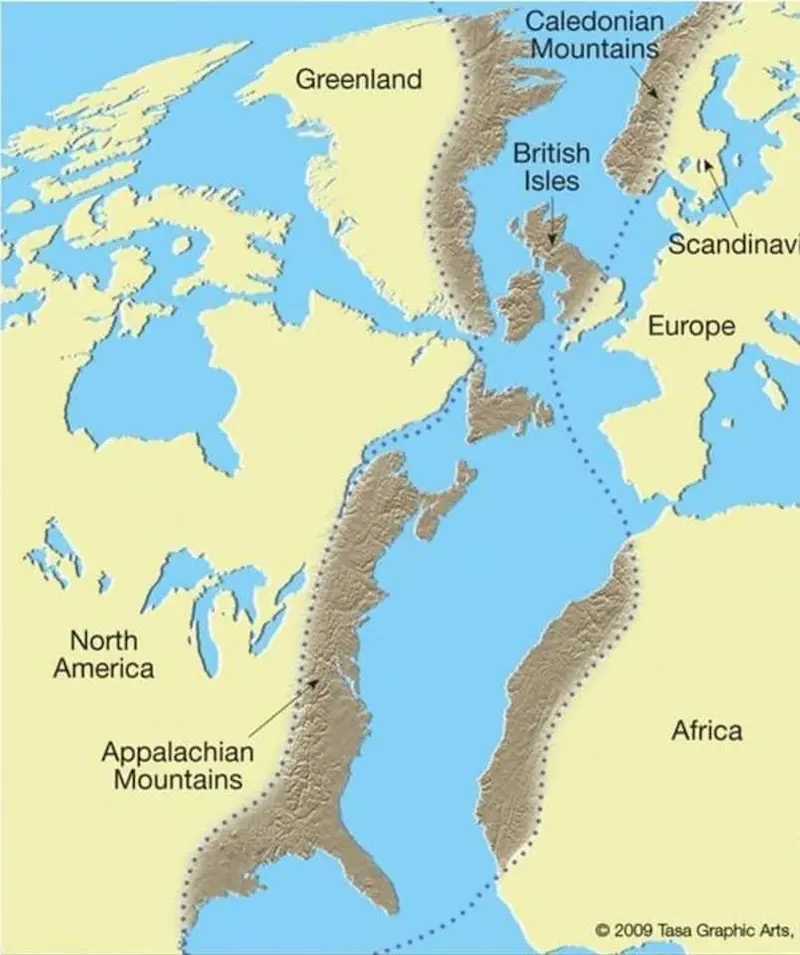 Caledonian
Mountains
Greenland
British
Isles
Scandinavi
Europe
North
America
Africa
Appalachian
Mountains
© 2009 Tasa Graphic Arts,